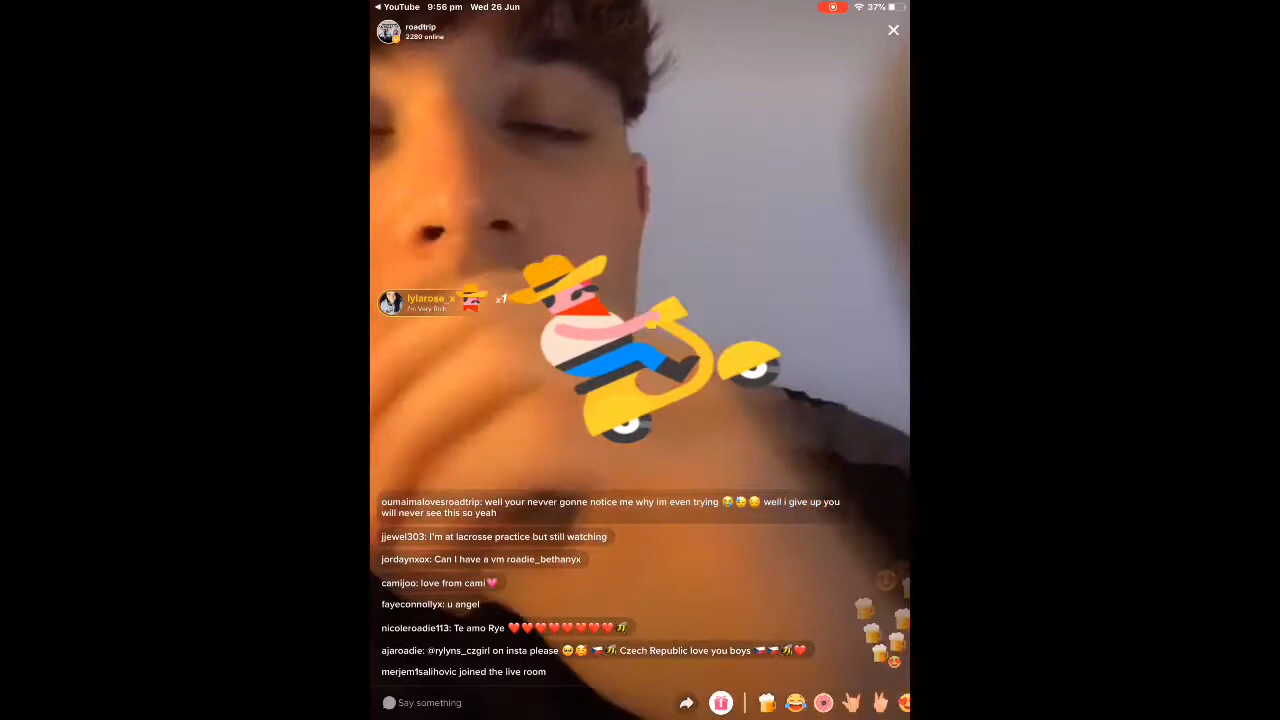 YouTube 9:56 pm Wed 26 Jun 37%
roadtrip
2280 online
lylarose_x x1
I'm Very Rich!
oumaimalovesroadtrip: well your nevver gonne notice me why im even trying 😭😓😔 well i give up you
will never see this so yeah
jjewel303: I'm at lacrosse practice but still watching
jordaynxox: Can I have a vm roadie_bethanyx
camijoo: love from cami💗
fayeconnollyx: u angel
nicoleroadie113: Te amo Rye ❤️❤️❤️❤️❤️❤️❤️❤️🐝
ajaroadie: @rylyns_czgirl on insta please 🥺🥰 🇨🇿🐝 Czech Republic love you boys 🇨🇿🇨🇿🐝❤️
merjem1salihovic joined the live room
Say something